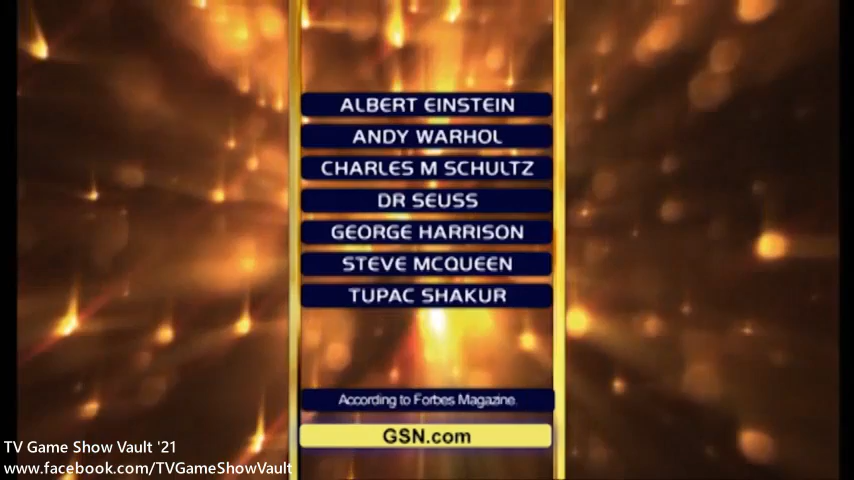 ALBERT EINSTEIN
ANDY WARHOL
CHARLES M SCHULTZ
DR SEUSS
GEORGE HARRISON
STEVE MCQUEEN
TUPAC SHAKUR
According to Forbes Magazine.
GSN.com
TV Game Show Vault '21
www.facebook.com/TVGameShowVault